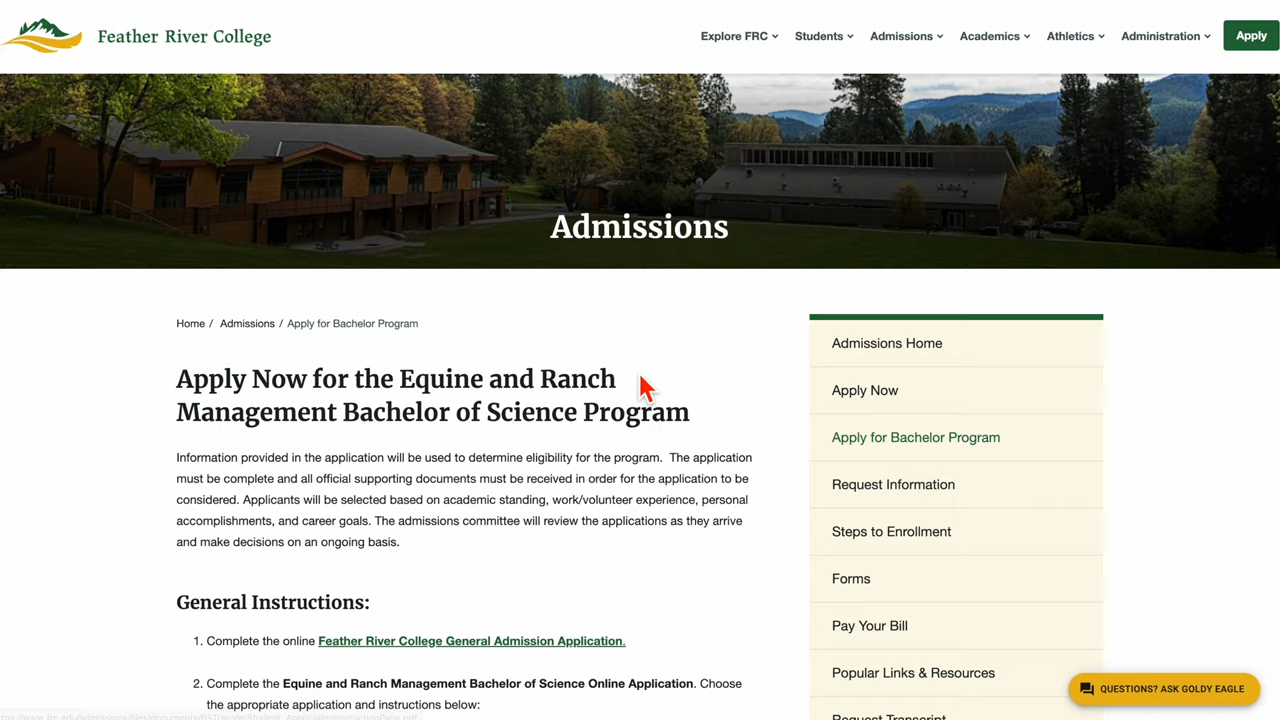 Feather River College
Explore FRC
Students
Admissions
Academics
Athletics
Administration
Apply
Admissions
Home / Admissions / Apply for Bachelor Program
Apply Now for the Equine and Ranch
Management Bachelor of Science Program
Information provided in the application will be used to determine eligibility for the program. The application
must be complete and all official supporting documents must be received in order for the application to be
considered. Applicants will be selected based on academic standing, work/volunteer experience, personal
accomplishments, and career goals. The admissions committee will review the applications as they arrive
and make decisions on an ongoing basis.
General Instructions:
1. Complete the online Feather River College General Admission Application.
2. Complete the Equine and Ranch Management Bachelor of Science Online Application. Choose
the appropriate application and instructions below:
Admissions Home
Apply Now
Apply for Bachelor Program
Request Information
Steps to Enrollment
Forms
Pay Your Bill
Popular Links & Resources
Request Transcript
QUESTIONS? ASK GOLDY EAGLE